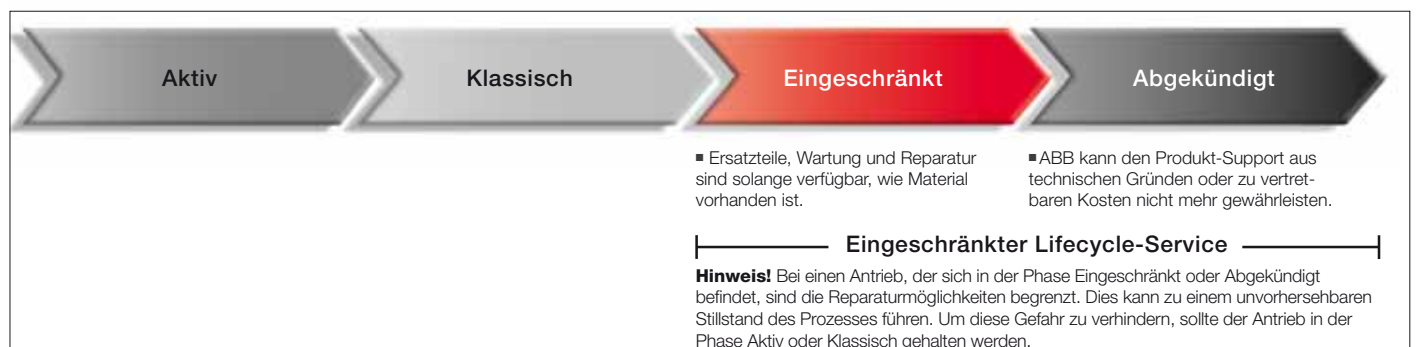 Aktiv
Klassisch
Eingeschränkt
Abgekündigt
■ Ersatzteile, Wartung und Reparatur
sind solange verfügbar, wie Material
vorhanden ist.
■ ABB kann den Produkt-Support aus
technischen Gründen oder zu vertret-
baren Kosten nicht mehr gewährleisten.
Eingeschränkter Lifecycle-Service
Hinweis! Bei einen Antrieb, der sich in der Phase Eingeschränkt oder Abgekündigt
befindet, sind die Reparaturmöglichkeiten begrenzt. Dies kann zu einem unvorhersehbaren
Stillstand des Prozesses führen. Um diese Gefahr zu verhindern, sollte der Antrieb in der
Phase Aktiv oder Klassisch gehalten werden.